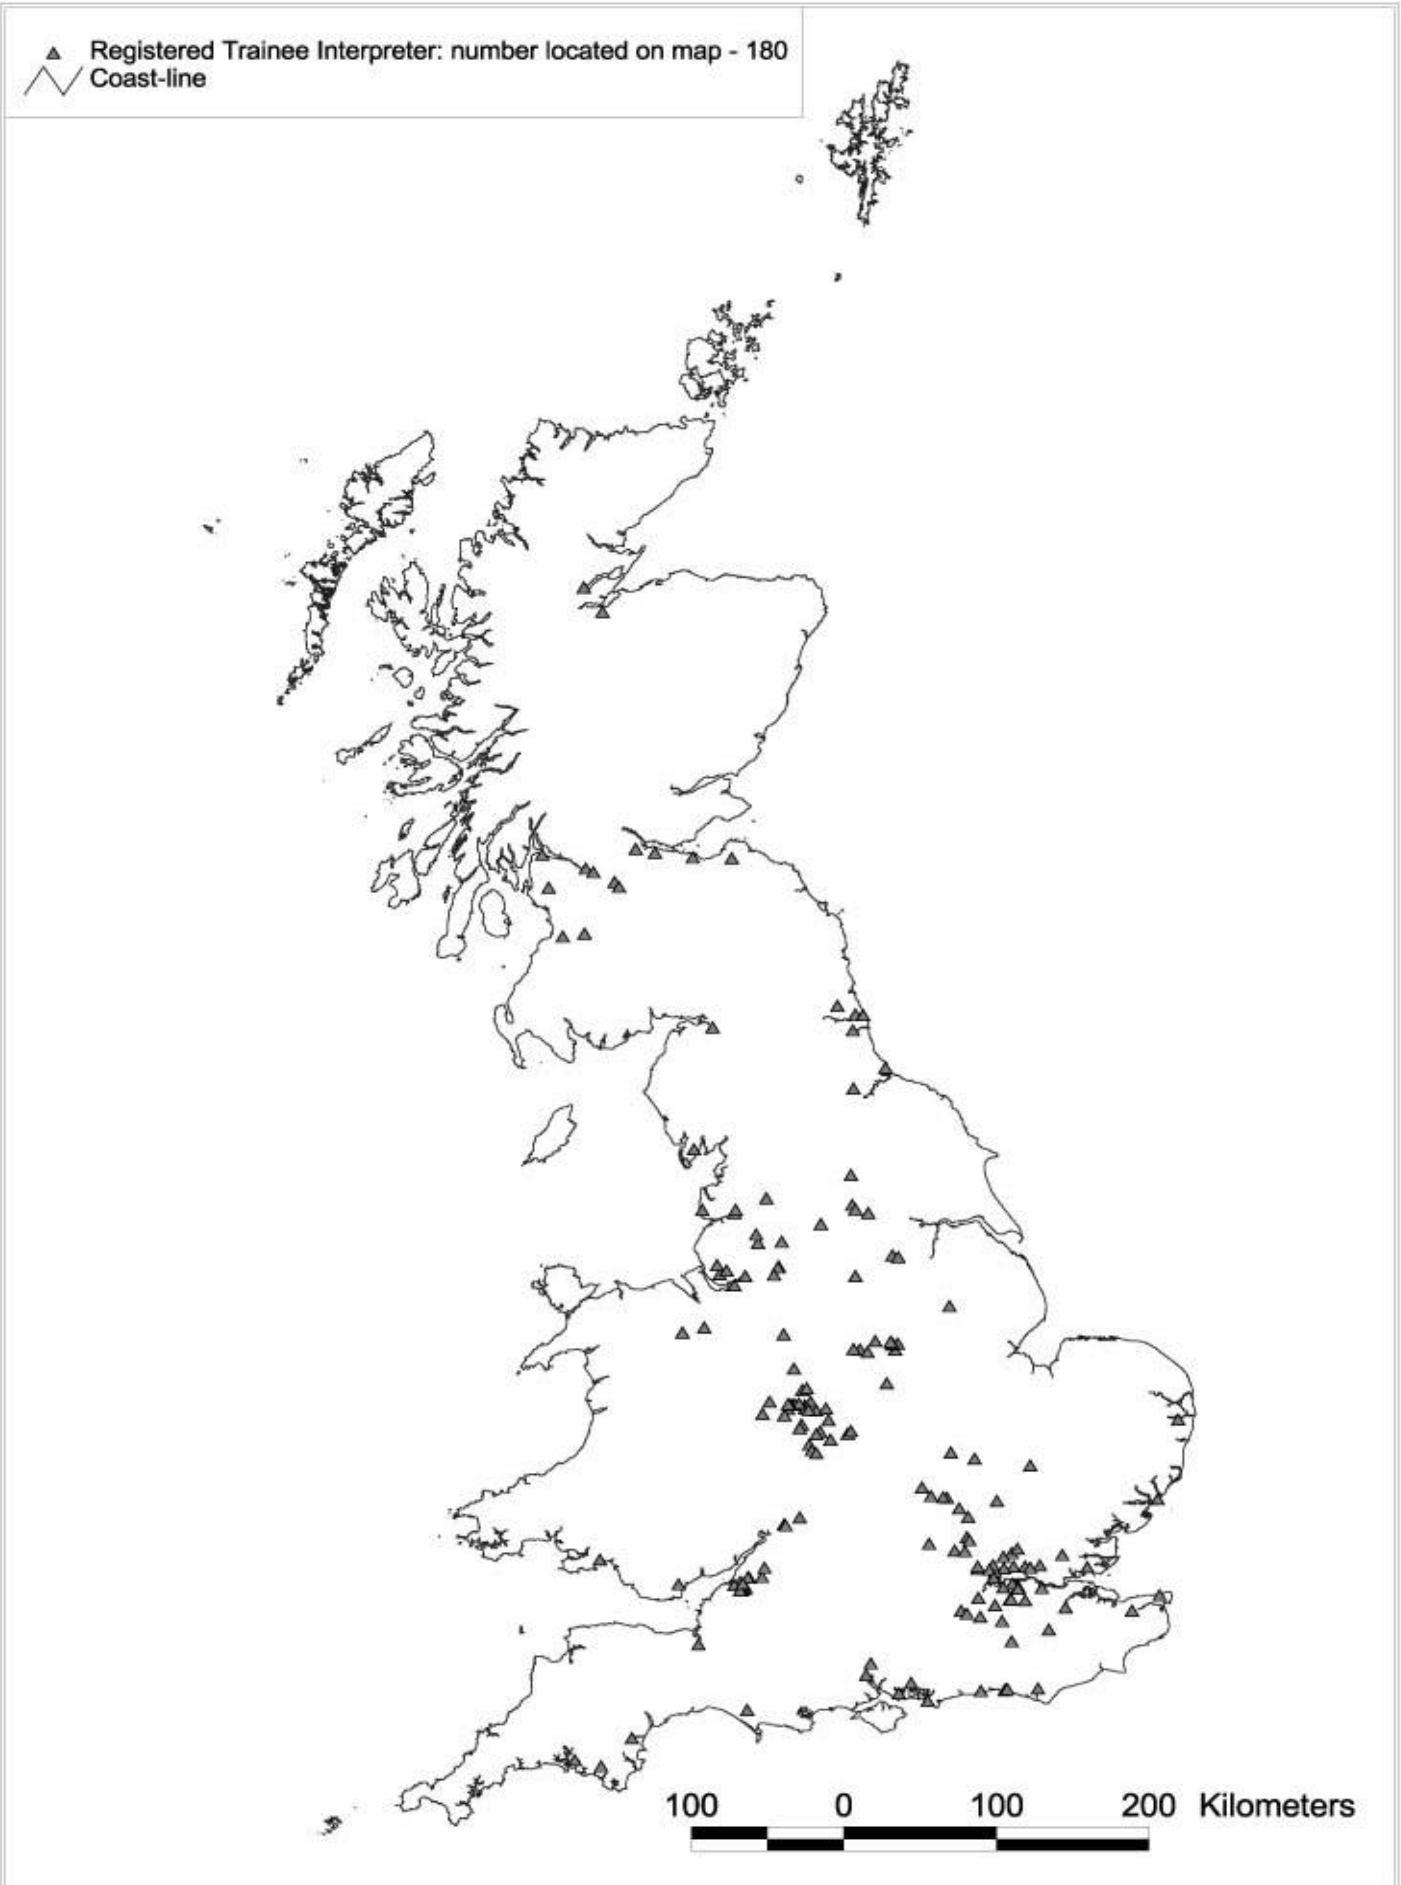 Registered Trainee Interpreter: number located on map - 180
Coast-line
100 0 100 200 Kilometers